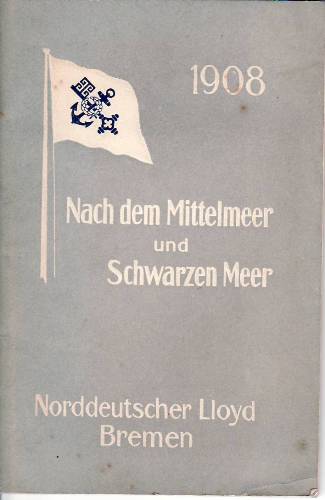 1908
Nach dem Mittelmeer
und
Schwarzen Meer
Norddeutscher Lloyd
Bremen